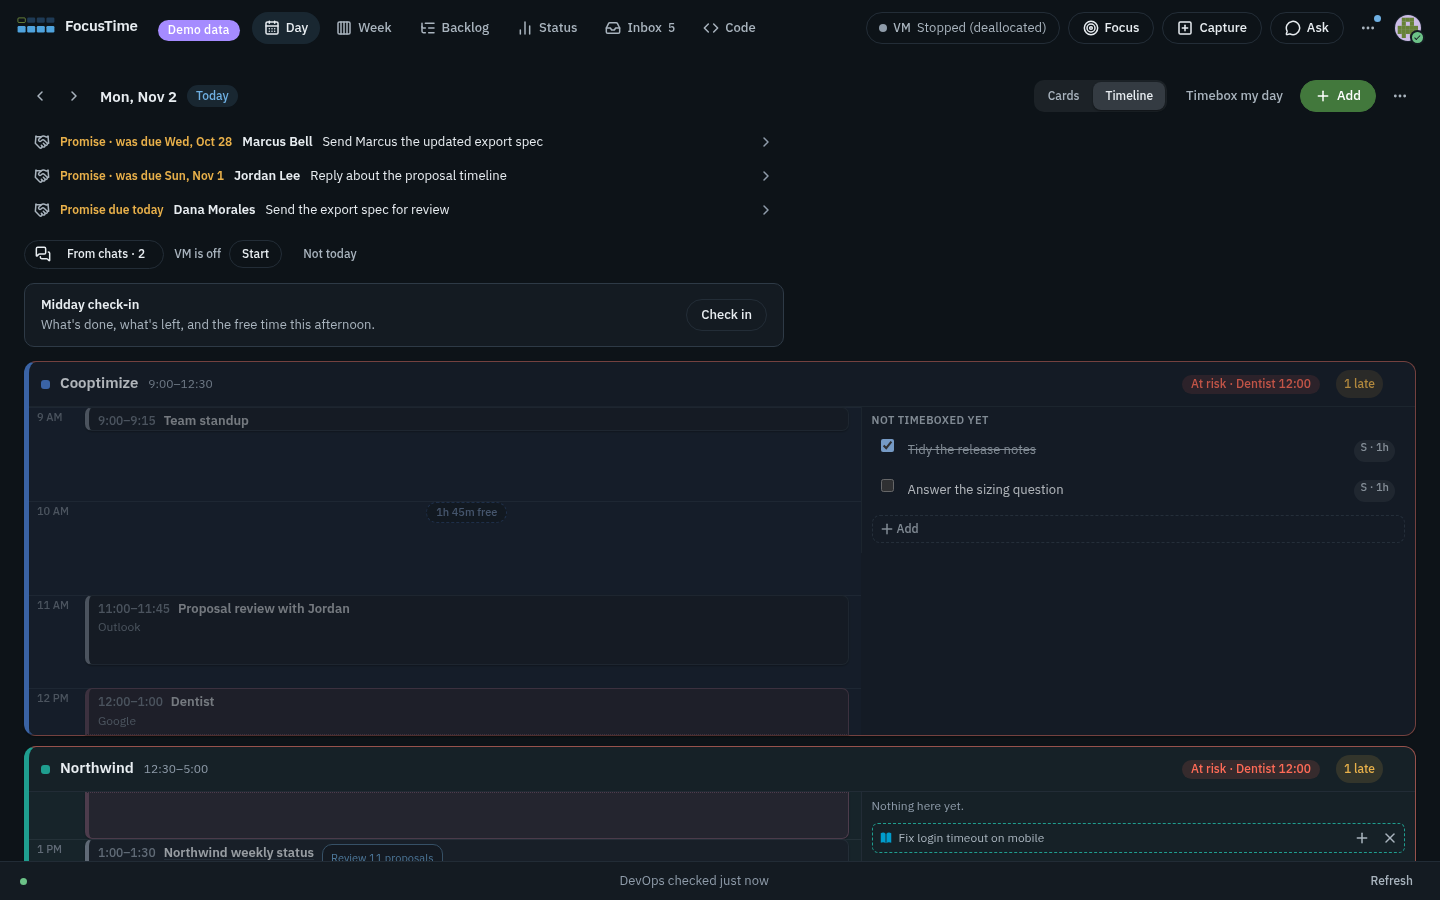 FocusTime
Demo data
Day
Week
Backlog
Status
Inbox 5
Code
VM Stopped (deallocated)
Focus
Capture
Ask
Mon, Nov 2
Today
Cards
Timeline
Timebox my day
Add
Promise · was due Wed, Oct 28 Marcus Bell Send Marcus the updated export spec
Promise · was due Sun, Nov 1 Jordan Lee Reply about the proposal timeline
Promise due today Dana Morales Send the export spec for review
From chats · 2
VM is off
Start
Not today
Midday check-in
What's done, what's left, and the free time this afternoon.
Check in
Cooptimize 9:00–12:30
At risk · Dentist 12:00
1 late
9 AM
9:00–9:15 Team standup
10 AM
1h 45m free
11 AM
11:00–11:45 Proposal review with Jordan
Outlook
12 PM
12:00–1:00 Dentist
Google
NOT TIMEBOXED YET
Tidy the release notes
S · 1h
Answer the sizing question
S · 1h
Add
Northwind 12:30–5:00
At risk · Dentist 12:00
1 late
1 PM
1:00–1:30 Northwind weekly status
Review 11 proposals
Nothing here yet.
Fix login timeout on mobile
DevOps checked just now
Refresh